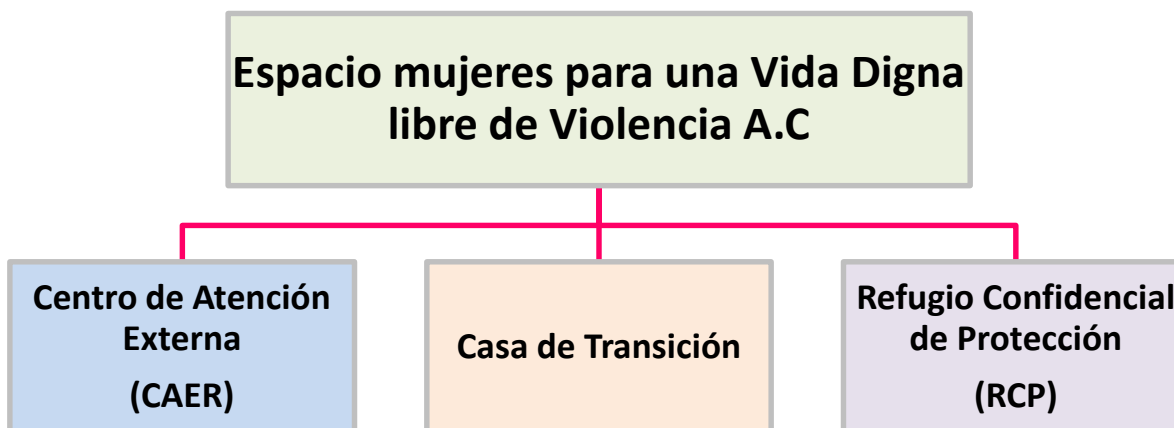 Espacio mujeres para una Vida Digna
libre de Violencia A.C
Centro de Atención
Externa
(CAER)
Casa de Transición
Refugio Confidencial
de Protección
(RCP)